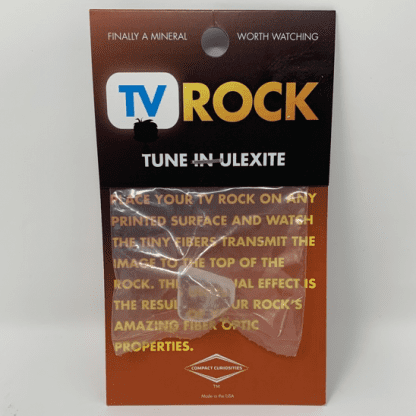 FINALLY A MINERAL WORTH WATCHING
TV ROCK
TUNE IN ULEXITE
PLACE YOUR TV ROCK ON ANY
PRINTED SURFACE AND WATCH
THE TINY FIBERS TRANSMIT THE
IMAGE TO THE TOP OF THE
ROCK. EFFECT IS
THE ROCK'S
AMAZING FIBER OPTIC
PROPERTIES.
COMPACT CURIOSITIES
TM
Made in the USA